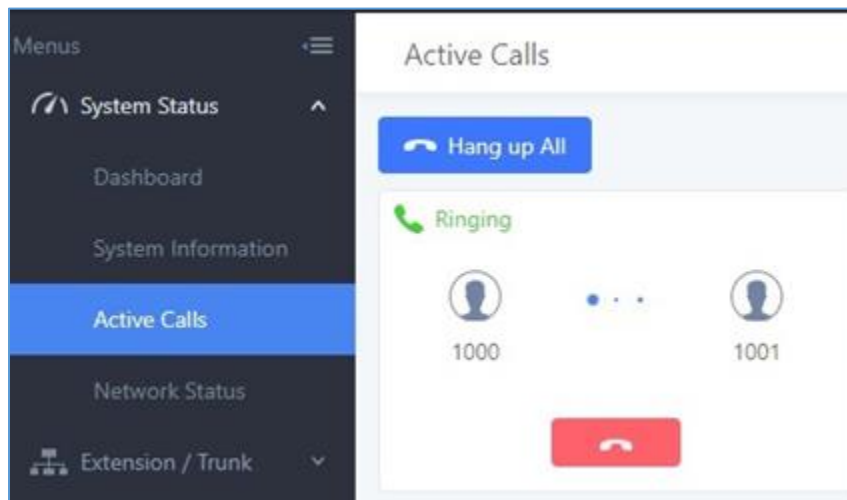 Menus
System Status
Dashboard
System Information
Active Calls
Network Status
Extension / Trunk
Active Calls
Hang up All
Ringing
1000 1001